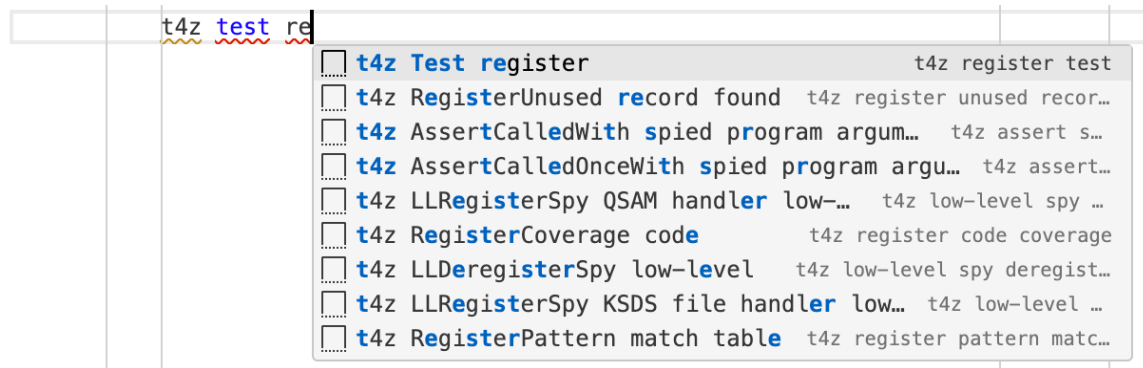 t4z test re
t4z Test register t4z register test
t4z RegisterUnused record found t4z register unused recor…
t4z AssertCalledWith spied program argum… t4z assert s…
t4z AssertCalledOnceWith spied program argu… t4z assert…
t4z LLRegisterSpy QSAM handler low-… t4z low-level spy …
t4z RegisterCoverage code t4z register code coverage
t4z LLDeregisterSpy low-level t4z low-level spy deregist…
t4z LLRegisterSpy KSDS file handler low… t4z low-level …
t4z RegisterPattern match table t4z register pattern matc…